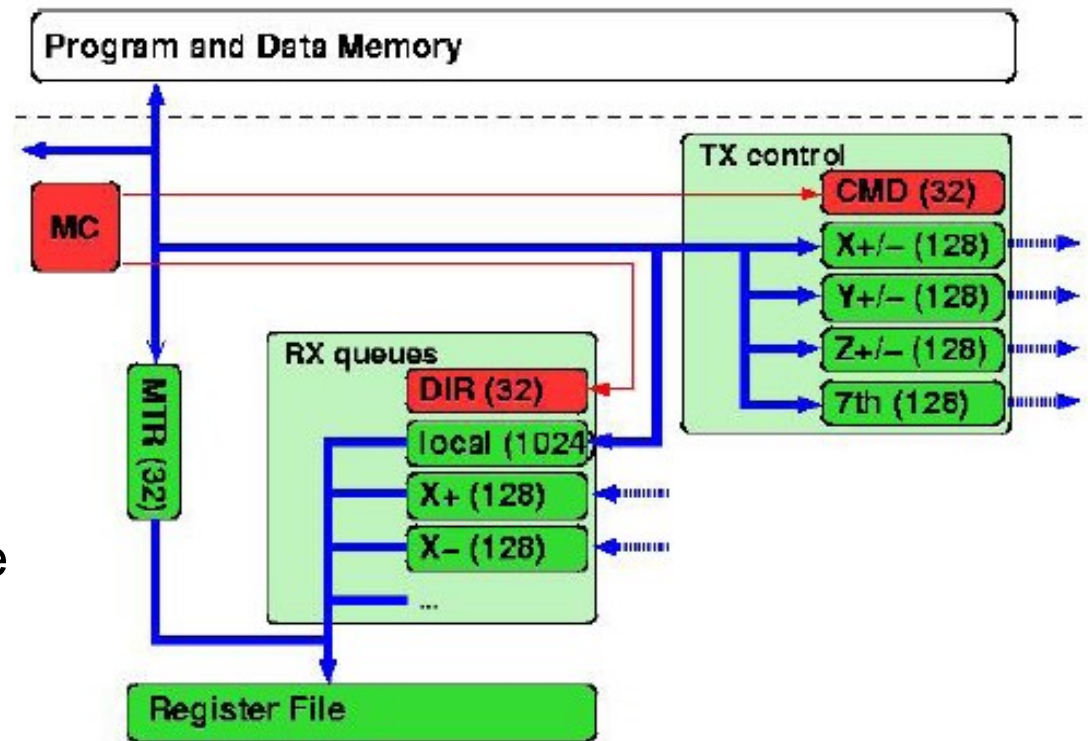 Program and Data Memory
TX control
CMD (32)
MC
X+/− (128)
Y+/− (128)
Z+/− (128)
7th (128)
RX queues
DIR (32)
MTR (32)
local (1024
X+ (128)
X− (128)
...
e
Register File